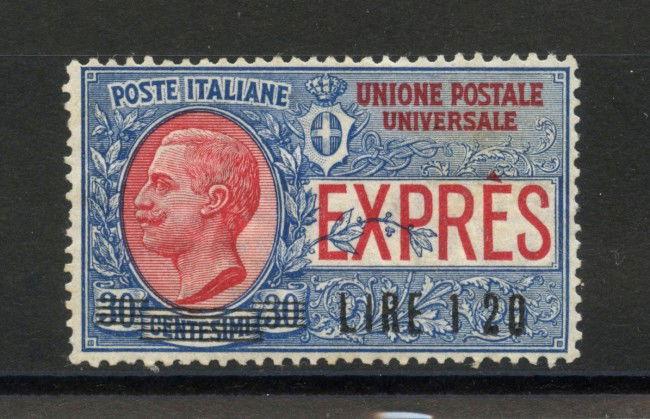 POSTE ITALIANE
UNIONE POSTALE
UNIVERSALE
EXPRÈS
30 30
CENTESIMI
LIRE 1 20